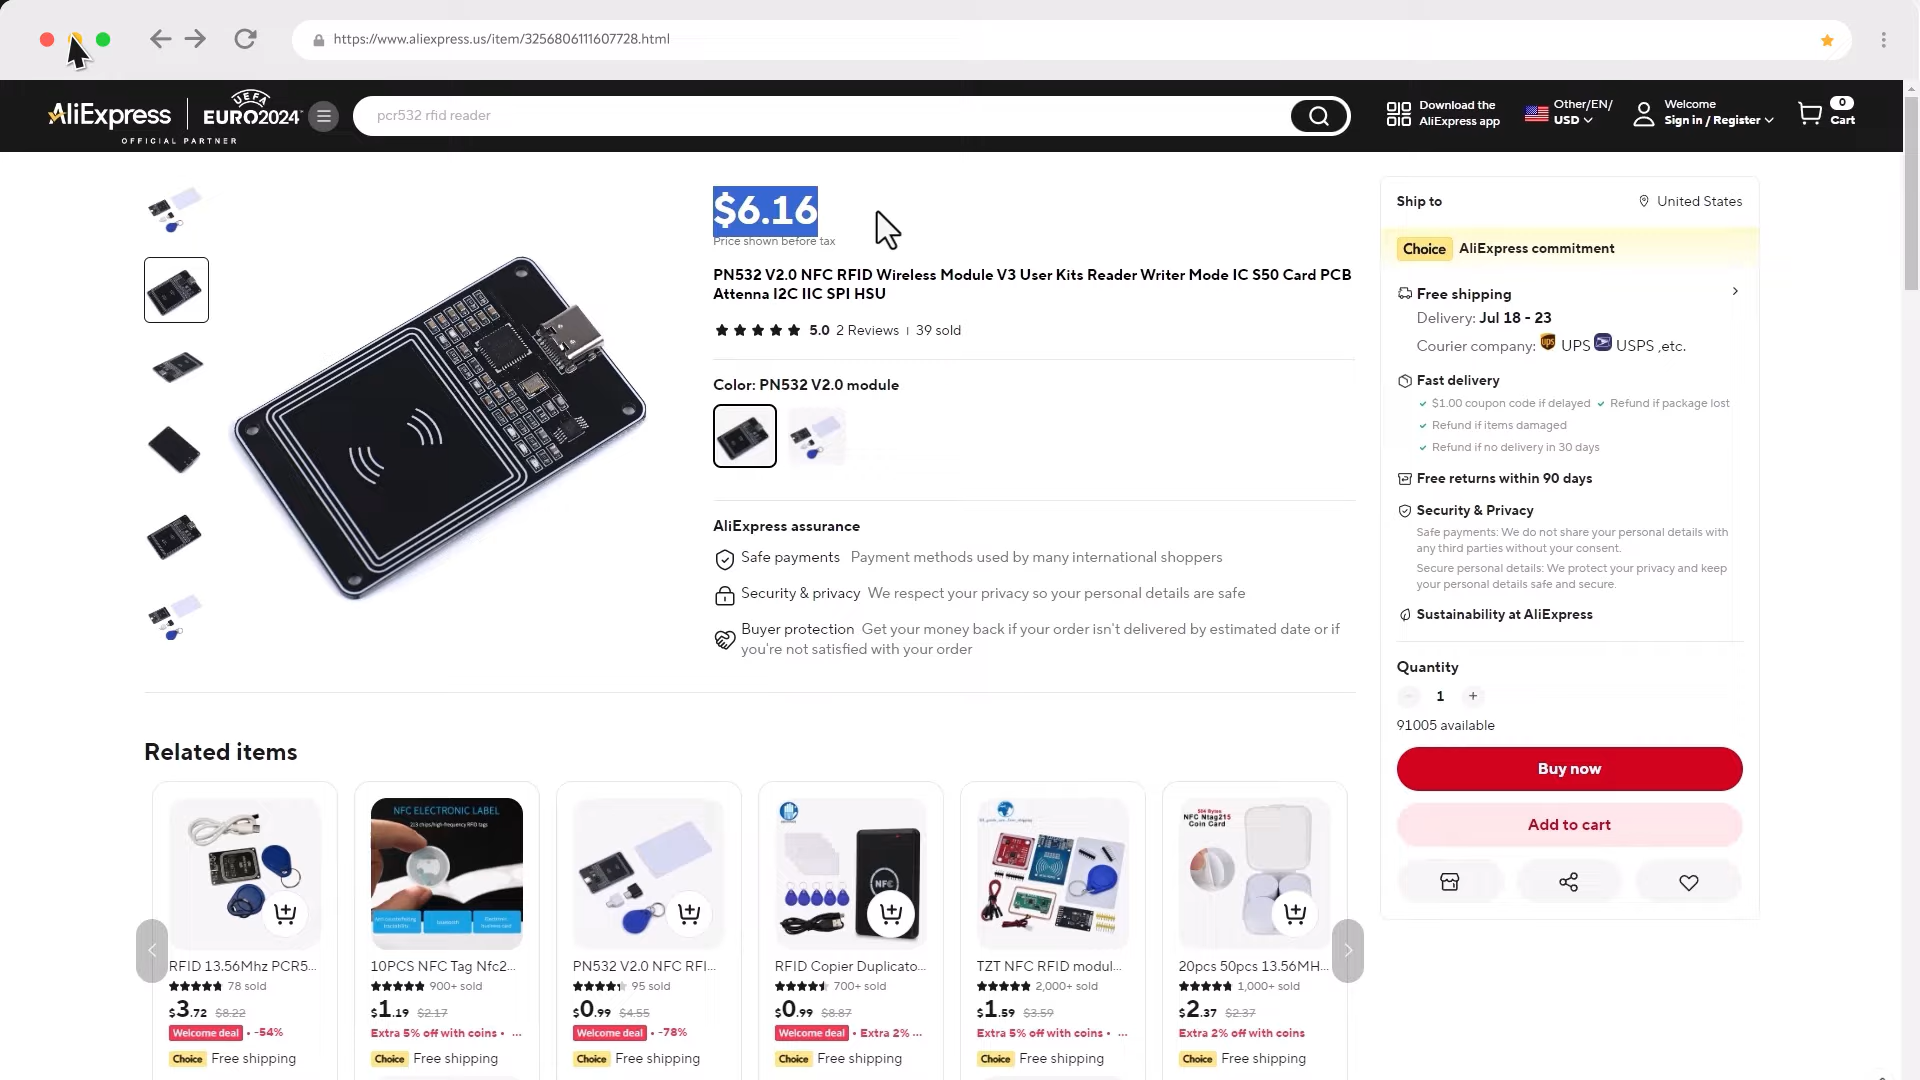 https://www.aliexpress.us/item/3256806111607728.html
AliExpress
UEFA
EURO2024
OFFICIAL PARTNER
pcr532 rfid reader
Download the
AliExpress app
Other/EN/
USD
Welcome
Sign in / Register
0
Cart
$6.16
Price shown before tax
PN532 V2.0 NFC RFID Wireless Module V3 User Kits Reader Writer Mode IC S50 Card PCB
Attenna I2C IIC SPI HSU
5.0 2 Reviews | 39 sold
Color: PN532 V2.0 module
AliExpress assurance
Safe payments Payment methods used by many international shoppers
Security & privacy We respect your privacy so your personal details are safe
Buyer protection Get your money back if your order isn't delivered by estimated date or if
you're not satisfied with your order
Ship to
United States
Choice AliExpress commitment
Free shipping
Delivery: Jul 18 - 23
Courier company: UPS USPS ,etc.
Fast delivery
$1.00 coupon code if delayed Refund if package lost
Refund if items damaged
Refund if no delivery in 30 days
Free returns within 90 days
Security & Privacy
Safe payments: We do not share your personal details with
any third parties without your consent.
Secure personal details: We protect your privacy and keep
your personal details safe and secure.
Sustainability at AliExpress
Quantity
1
91005 available
Buy now
Add to cart
Related items
RFID 13.56Mhz PCR5...
78 sold
$3.72 $8.22
Welcome deal · -54%
Choice Free shipping
NFC ELECTRONIC LABEL
213 chips/high-frequency RFID tags
10PCS NFC Tag Nfc2...
900+ sold
$1.19 $2.17
Extra 5% off with coins · ...
Choice Free shipping
PN532 V2.0 NFC RFI...
95 sold
$0.99 $4.55
Welcome deal · -78%
Choice Free shipping
NFC
RFID Copier Duplicato...
700+ sold
$0.99 $8.87
Welcome deal · Extra 2% ...
Choice Free shipping
TZT NFC RFID modul...
2,000+ sold
$1.59 $3.59
Extra 5% off with coins · ...
Choice Free shipping
504 Bytes
NFC Ntag215
Coin Card
20pcs 50pcs 13.56MH...
1,000+ sold
$2.37 $2.37
Extra 2% off with coins
Choice Free shipping